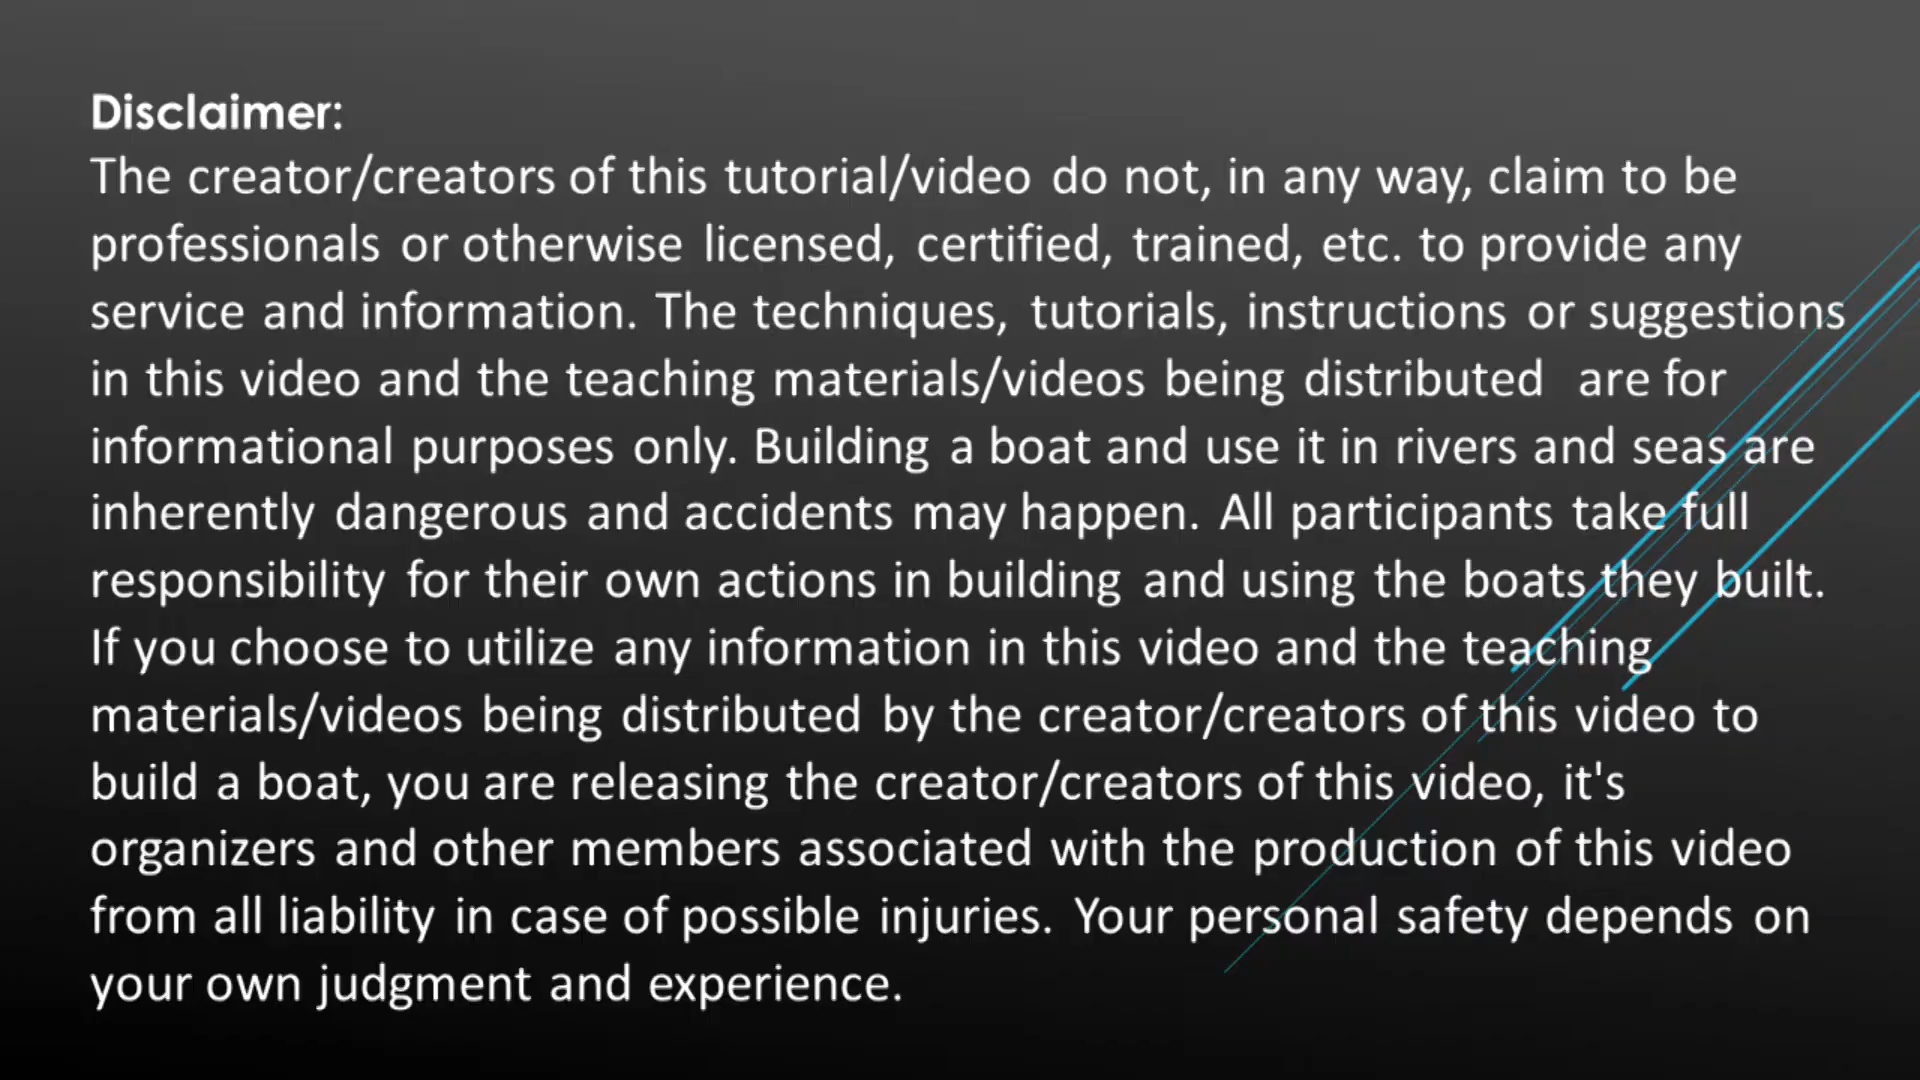 Disclaimer:
The creator/creators of this tutorial/video do not, in any way, claim to be
professionals or otherwise licensed, certified, trained, etc. to provide any
service and information. The techniques, tutorials, instructions or suggestions
in this video and the teaching materials/videos being distributed are for
informational purposes only. Building a boat and use it in rivers and seas are
inherently dangerous and accidents may happen. All participants take full
responsibility for their own actions in building and using the boats they built.
If you choose to utilize any information in this video and the teaching
materials/videos being distributed by the creator/creators of this video to
build a boat, you are releasing the creator/creators of this video, it's
organizers and other members associated with the production of this video
from all liability in case of possible injuries. Your personal safety depends on
your own judgment and experience.